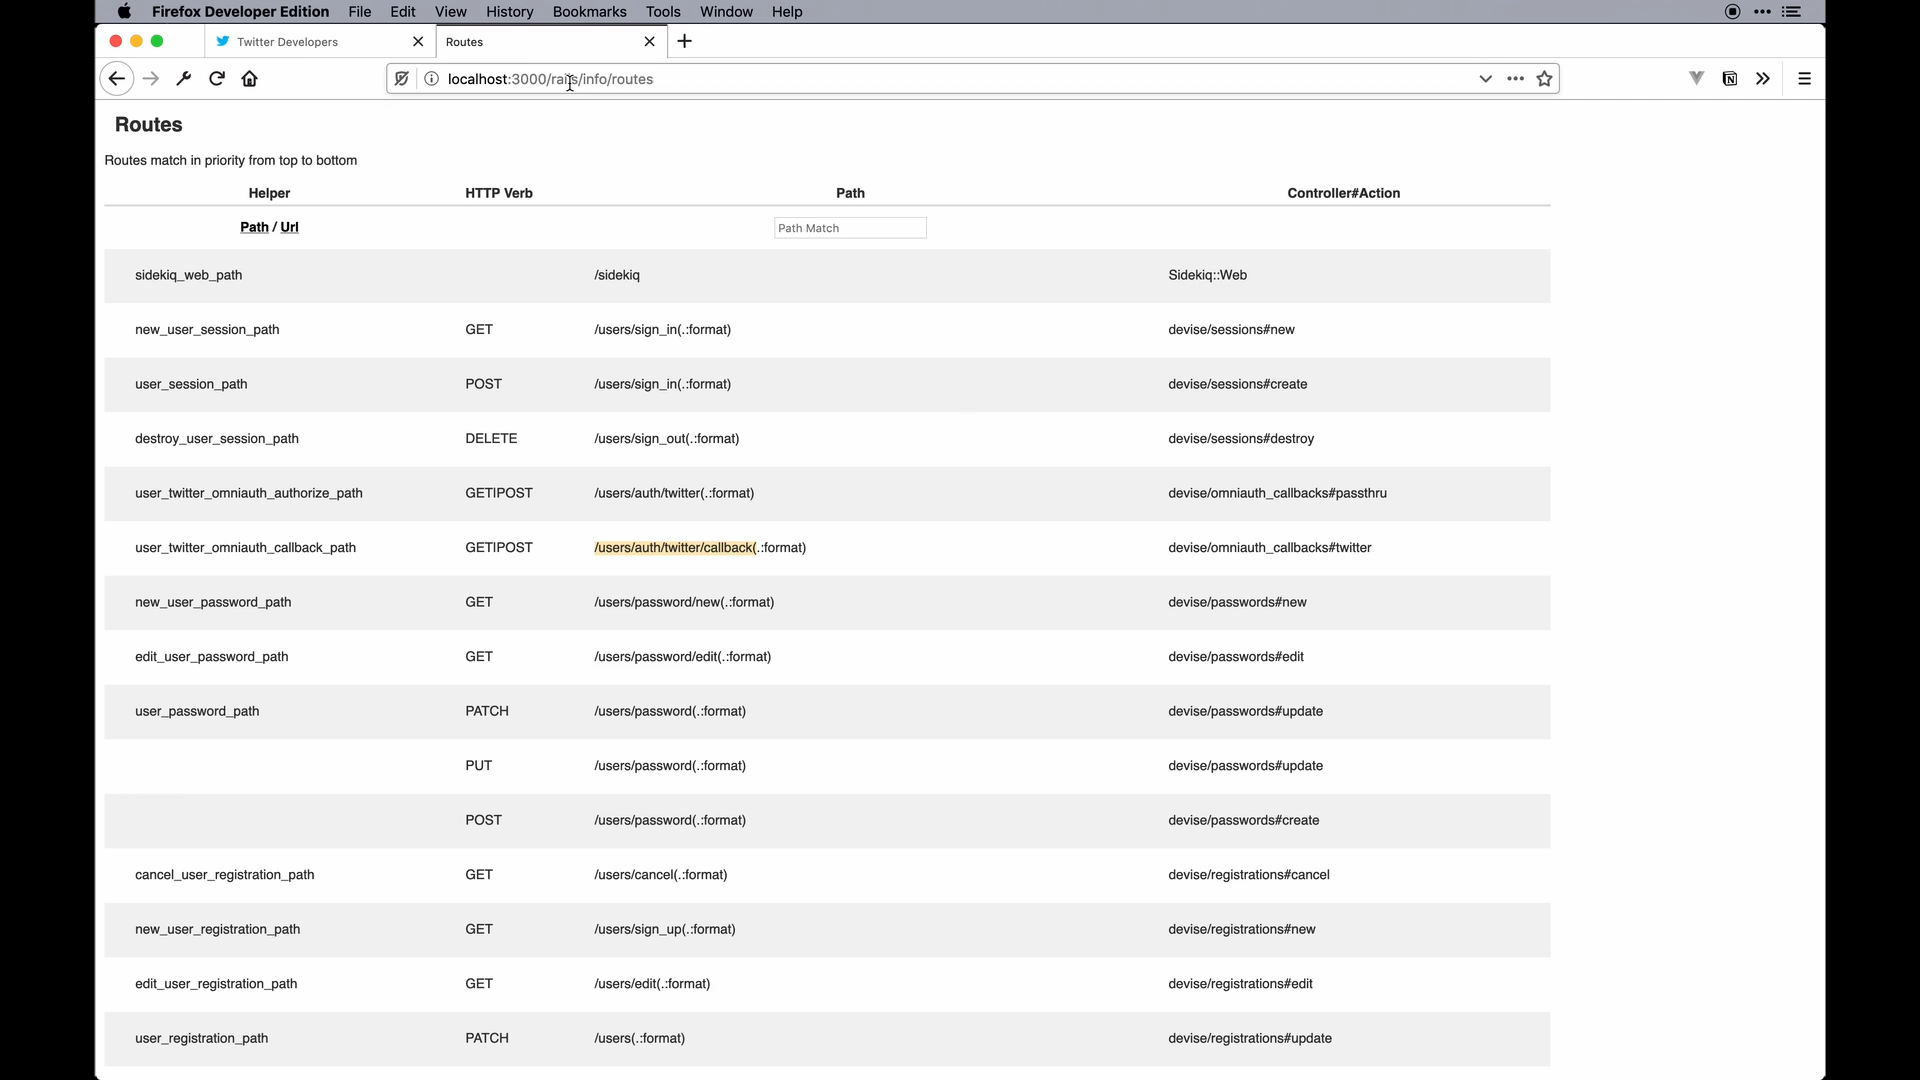 Firefox Developer Edition File Edit View History Bookmarks Tools Window Help
Twitter Developers Routes
localhost:3000/rails/info/routes
Routes
Routes match in priority from top to bottom
Helper HTTP Verb Path Controller#Action
Path / Url Path Match
sidekiq_web_path /sidekiq Sidekiq::Web
new_user_session_path GET /users/sign_in(.:format) devise/sessions#new
user_session_path POST /users/sign_in(.:format) devise/sessions#create
destroy_user_session_path DELETE /users/sign_out(.:format) devise/sessions#destroy
user_twitter_omniauth_authorize_path GET|POST /users/auth/twitter(.:format) devise/omniauth_callbacks#passthru
user_twitter_omniauth_callback_path GET|POST /users/auth/twitter/callback(.:format) devise/omniauth_callbacks#twitter
new_user_password_path GET /users/password/new(.:format) devise/passwords#new
edit_user_password_path GET /users/password/edit(.:format) devise/passwords#edit
user_password_path PATCH /users/password(.:format) devise/passwords#update
PUT /users/password(.:format) devise/passwords#update
POST /users/password(.:format) devise/passwords#create
cancel_user_registration_path GET /users/cancel(.:format) devise/registrations#cancel
new_user_registration_path GET /users/sign_up(.:format) devise/registrations#new
edit_user_registration_path GET /users/edit(.:format) devise/registrations#edit
user_registration_path PATCH /users(.:format) devise/registrations#update